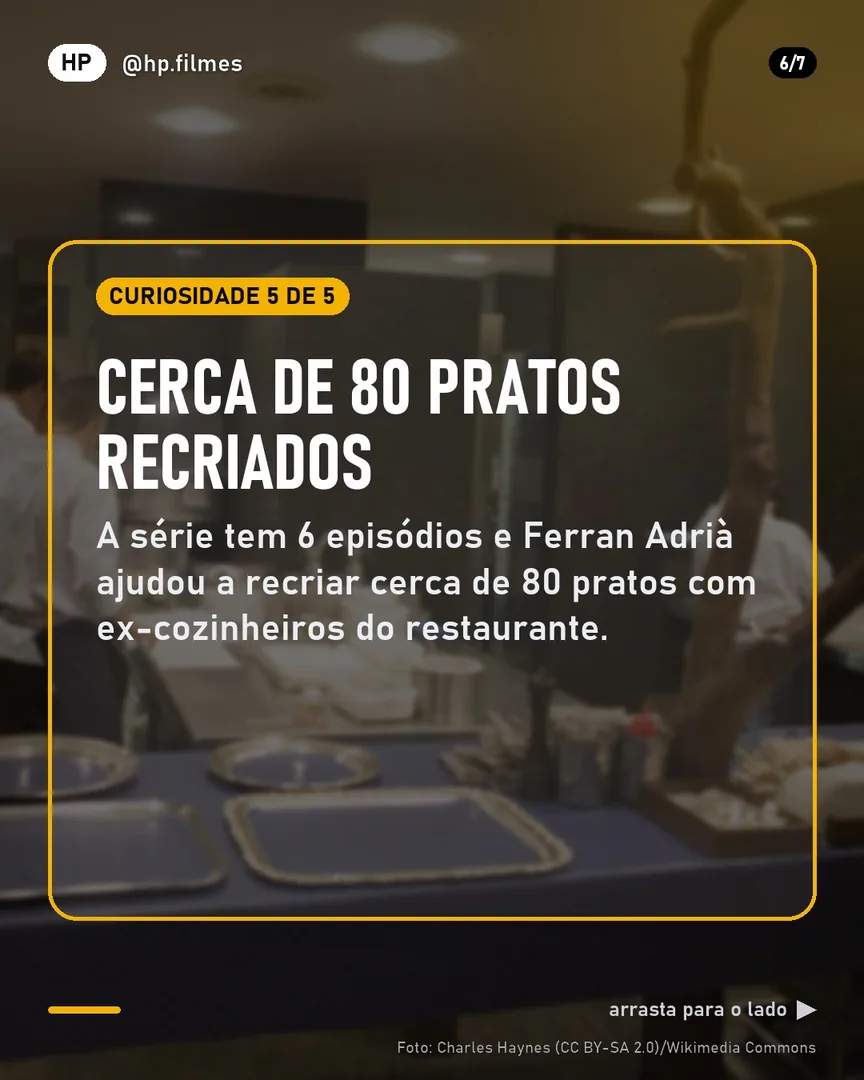 HP @hp.filmes 6/7
CURIOSIDADE 5 DE 5
CERCA DE 80 PRATOS
RECRIADOS
A série tem 6 episódios e Ferran Adrià
ajudou a recriar cerca de 80 pratos com
ex-cozinheiros do restaurante.
arrasta para o lado ▶
Foto: Charles Haynes (CC BY-SA 2.0)/Wikimedia Commons